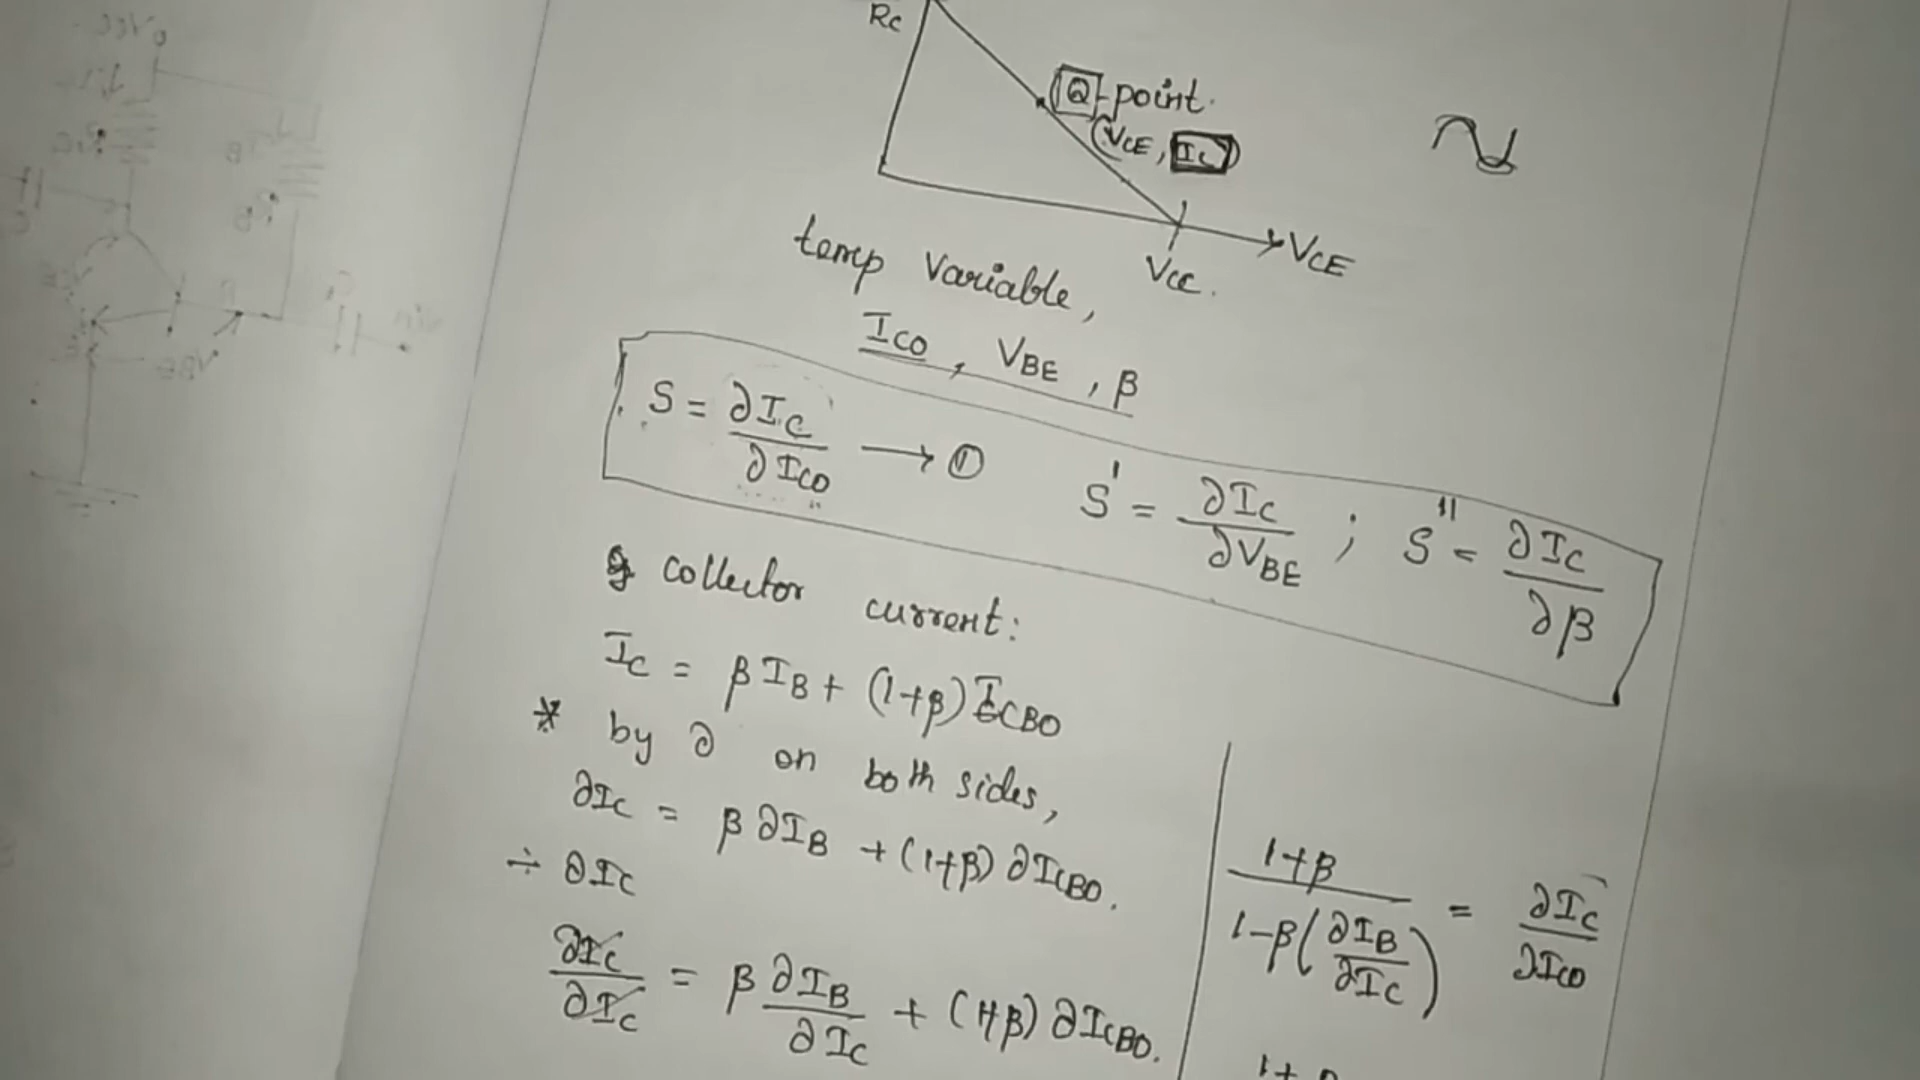 Rc
Q-point.
(VCE, IC)
VCE
VCC.
temp Variable,
ICO, VBE, β
S = ∂IC/∂ICO → ① S' = ∂IC/∂VBE ; S'' = ∂IC/∂β
collector current:
IC = βIB + (1+β) ICBO
* by ∂ on both sides,
∂IC = β ∂IB + (1+β) ∂ICBO.
÷ ∂IC
∂IC/∂IC = β ∂IB/∂IC + (1+β) ∂ICBO.
1+β/1-β(∂IB/∂IC) = ∂IC/∂ICO